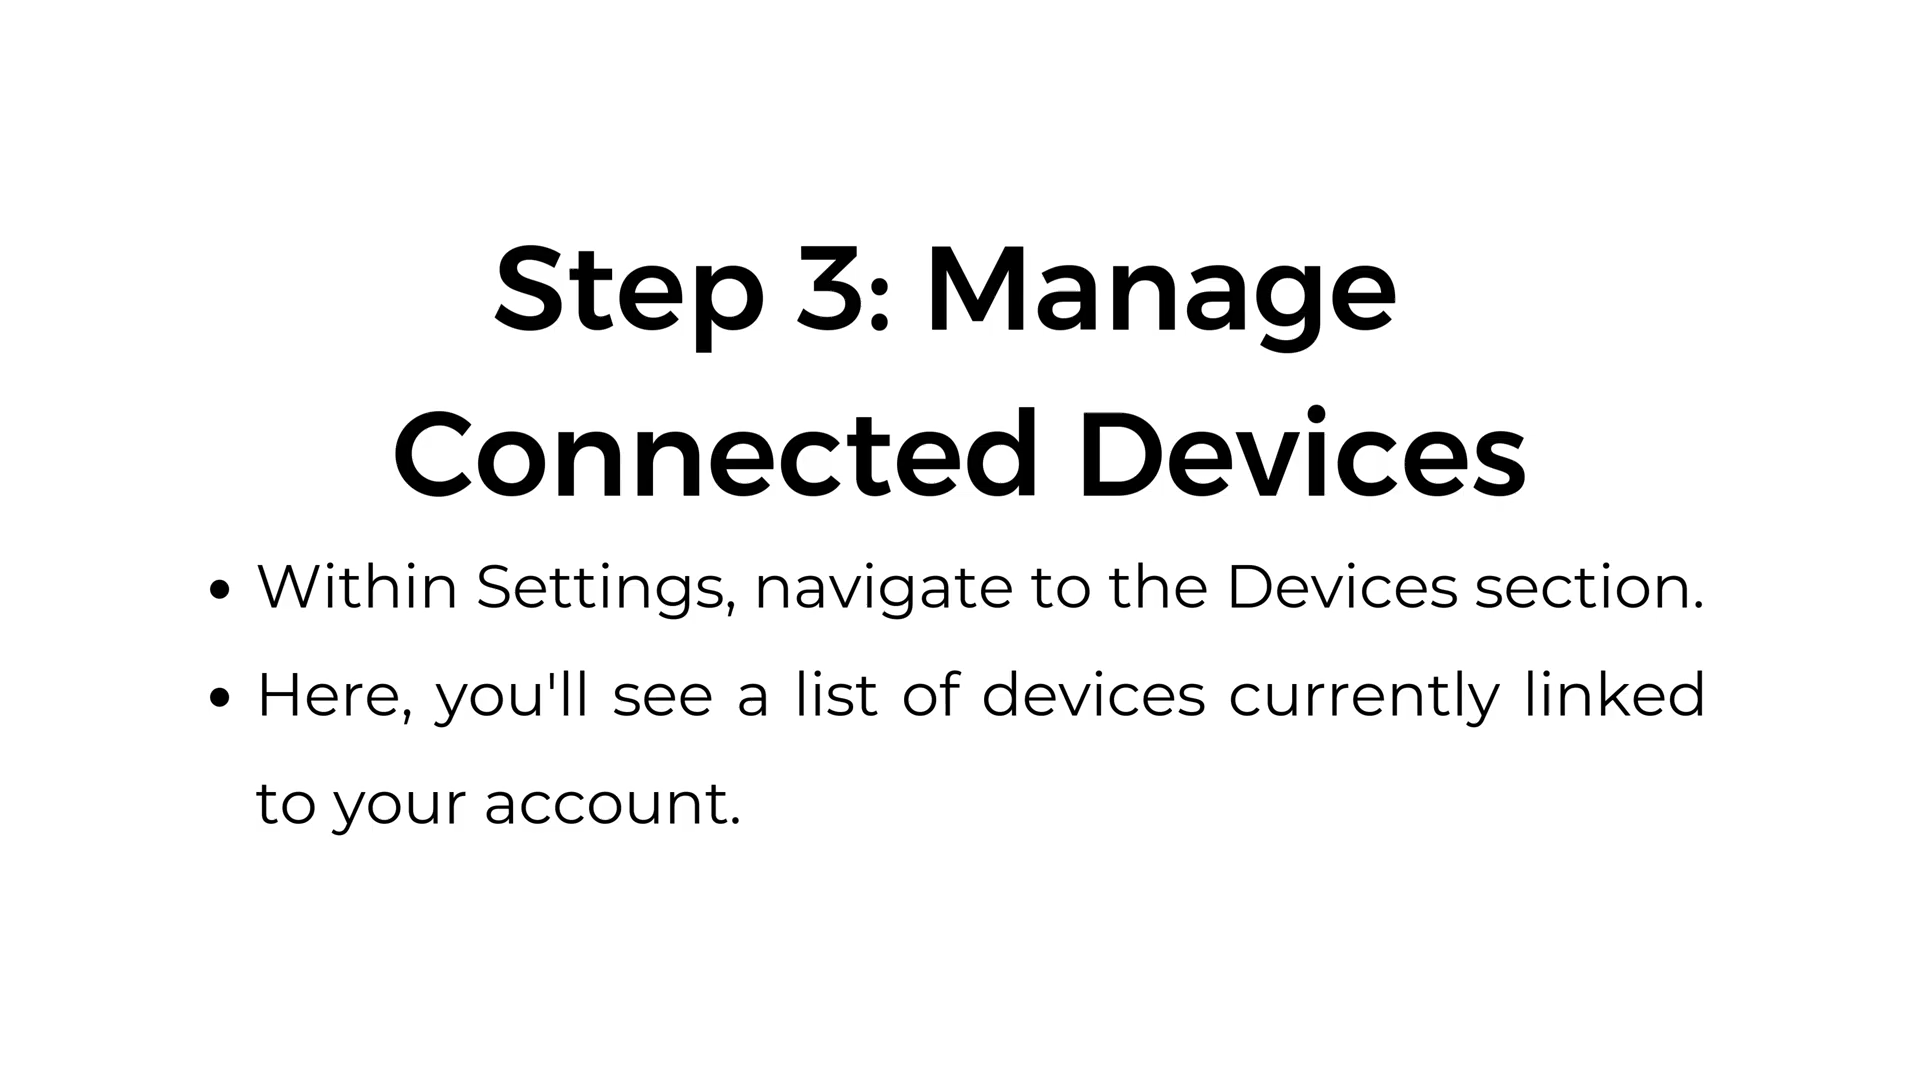 Step 3: Manage
Connected Devices
• Within Settings, navigate to the Devices section.
• Here, you'll see a list of devices currently linked
to your account.